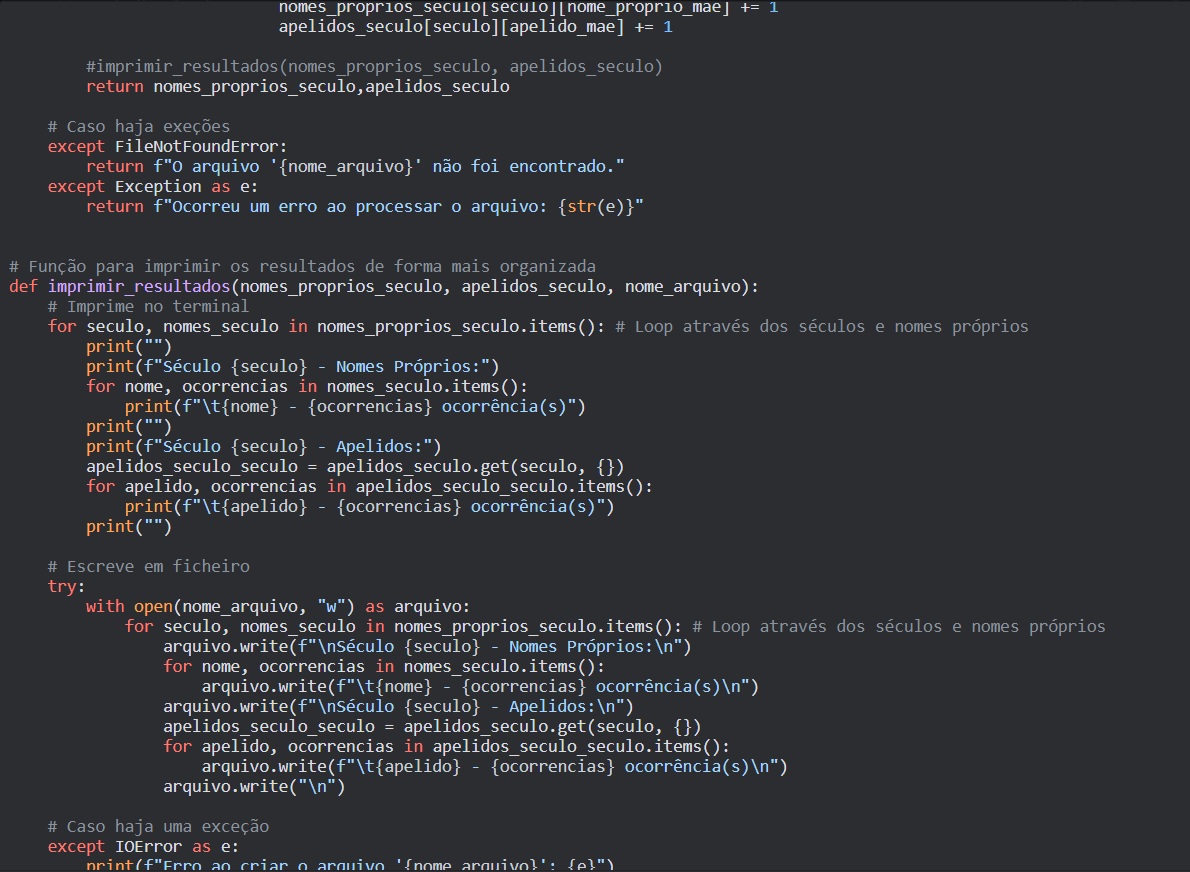 nomes_proprios_seculo[seculo][nome_proprio_mae] += 1
apelidos_seculo[seculo][apelido_mae] += 1
#imprimir_resultados(nomes_proprios_seculo, apelidos_seculo)
return nomes_proprios_seculo,apelidos_seculo
# Caso haja exeções
except FileNotFoundError:
return f"O arquivo '{nome_arquivo}' não foi encontrado."
except Exception as e:
return f"Ocorreu um erro ao processar o arquivo: {str(e)}"
# Função para imprimir os resultados de forma mais organizada
def imprimir_resultados(nomes_proprios_seculo, apelidos_seculo, nome_arquivo):
# Imprime no terminal
for seculo, nomes_seculo in nomes_proprios_seculo.items(): # Loop através dos séculos e nomes próprios
print("")
print(f"Século {seculo} - Nomes Próprios:")
for nome, ocorrencias in nomes_seculo.items():
print(f"\t{nome} - {ocorrencias} ocorrência(s)")
print("")
print(f"Século {seculo} - Apelidos:")
apelidos_seculo_seculo = apelidos_seculo.get(seculo, {})
for apelido, ocorrencias in apelidos_seculo_seculo.items():
print(f"\t{apelido} - {ocorrencias} ocorrência(s)")
print("")
# Escreve em ficheiro
try:
with open(nome_arquivo, "w") as arquivo:
for seculo, nomes_seculo in nomes_proprios_seculo.items(): # Loop através dos séculos e nomes próprios
arquivo.write(f"\nSéculo {seculo} - Nomes Próprios:\n")
for nome, ocorrencias in nomes_seculo.items():
arquivo.write(f"\t{nome} - {ocorrencias} ocorrência(s)\n")
arquivo.write(f"\nSéculo {seculo} - Apelidos:\n")
apelidos_seculo_seculo = apelidos_seculo.get(seculo, {})
for apelido, ocorrencias in apelidos_seculo_seculo.items():
arquivo.write(f"\t{apelido} - {ocorrencias} ocorrência(s)\n")
arquivo.write("\n")
# Caso haja uma exceção
except IOError as e:
print(f"Erro ao criar o arquivo '{nome_arquivo}': {e}")